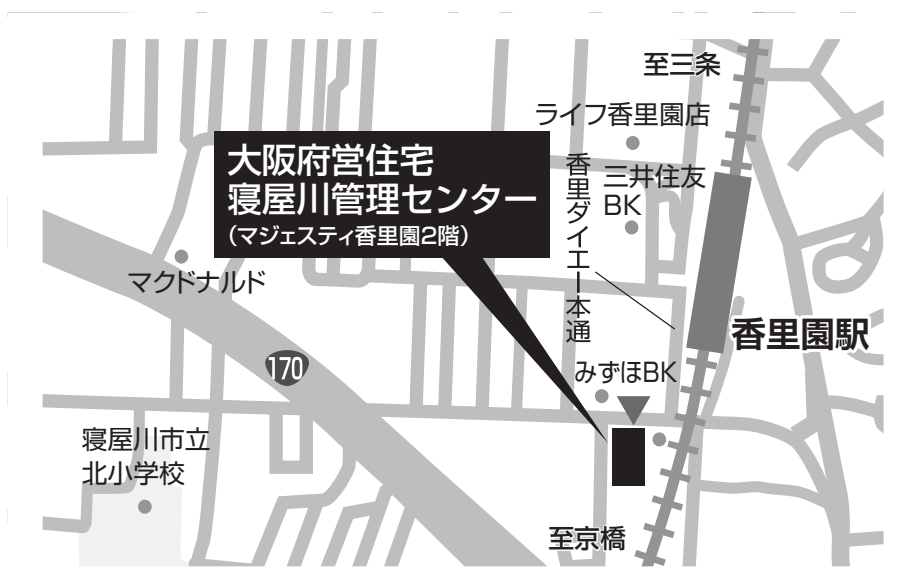 至三条
ライフ香里園店
大阪府営住宅
寝屋川管理センター
(マジェスティ香里園2階)
香里ダイエー本通
三井住友
BK
マクドナルド
香里園駅
170
みずほBK
寝屋川市立
北小学校
至京橋